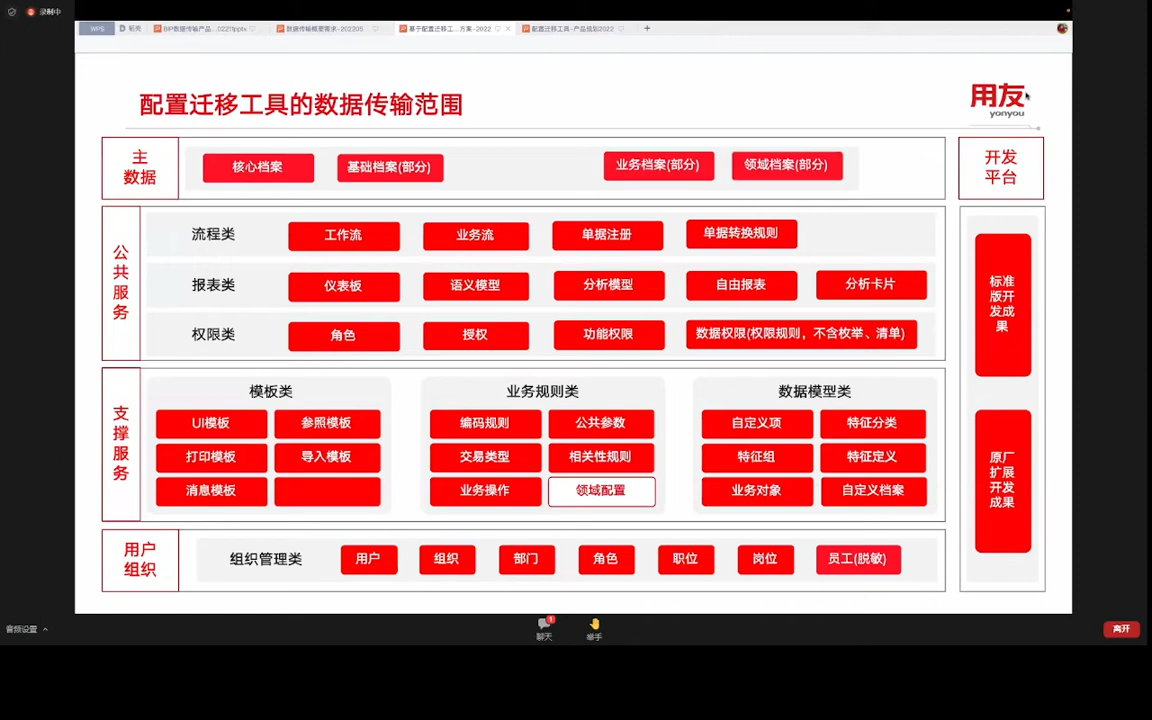 录制中
WPS
稻壳
BIP数据传输产品...0221fpptx
数据传输概要需求-202205
基于配置迁移工...方案-2022
配置迁移工具-产品规划2022
配置迁移工具的数据传输范围
用友
yonyou
主
数据
核心档案
基础档案(部分)
业务档案(部分)
领域档案(部分)
开发
平台
公
共
服
务
流程类
工作流
业务流
单据注册
单据转换规则
报表类
仪表板
语义模型
分析模型
自由报表
分析卡片
权限类
角色
授权
功能权限
数据权限(权限规则，不含枚举、清单)
标准
版开
发成
果
支
撑
服
务
模板类
UI模板
参照模板
打印模板
导入模板
消息模板
业务规则类
编码规则
公共参数
交易类型
相关性规则
业务操作
领域配置
数据模型类
自定义项
特征分类
特征组
特征定义
业务对象
自定义档案
原厂
扩展
开发
成果
用户
组织
组织管理类
用户
组织
部门
角色
职位
岗位
员工(脱敏)
音频设置
1
聊天
举手
离开